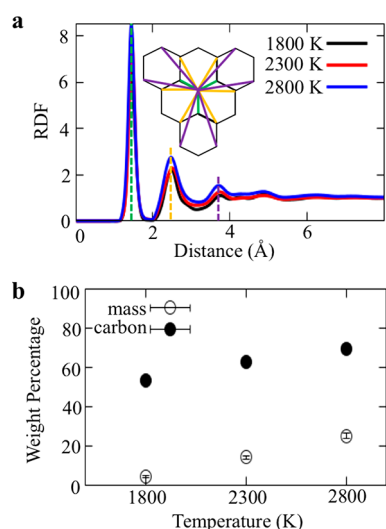 a
8
6
4
2
0
RDF
1800 K
2300 K
2800 K
0
2
4
6
Distance (Å)
b
100
80
60
40
20
0
Weight Percentage
mass
carbon
1800
2300
2800
Temperature (K)